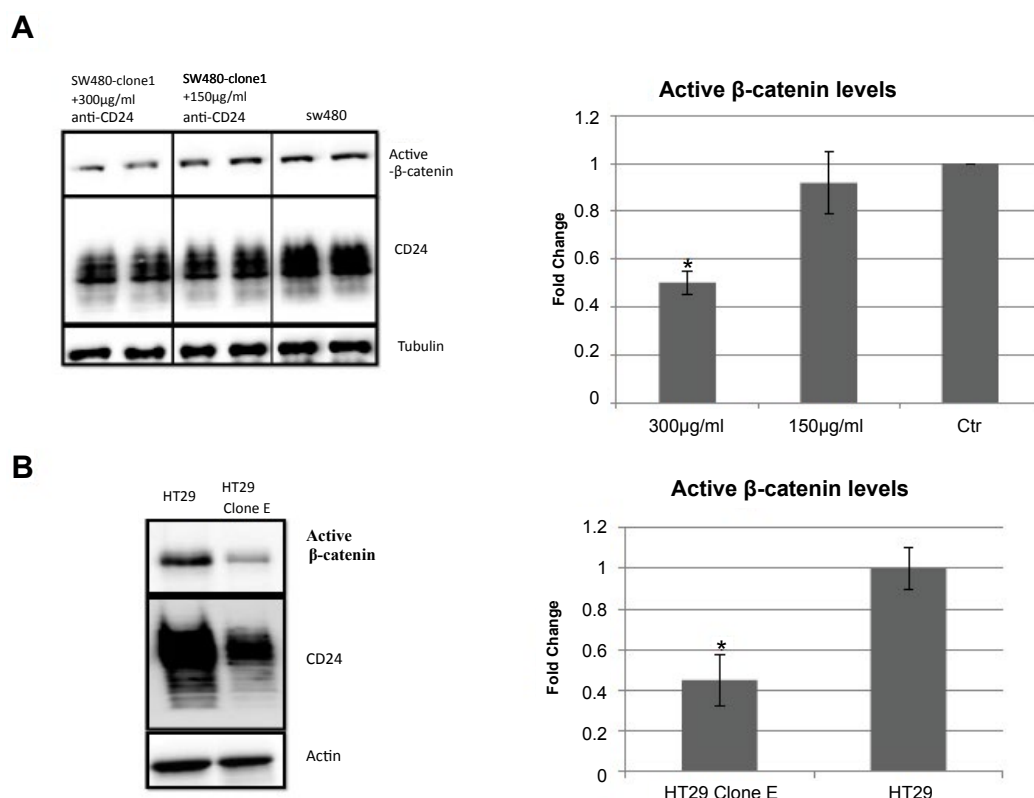 A
SW480-clone1
+300µg/ml
anti-CD24
SW480-clone1
+150µg/ml
anti-CD24
sw480
Active
-β-catenin
CD24
Tubulin
Active β-catenin levels
Fold Change
1.2
1
0.8
0.6
0.4
0.2
0
*
300µg/ml
150µg/ml
Ctr
B
HT29
HT29
Clone E
Active
β-catenin
CD24
Actin
Active β-catenin levels
Fold Change
1.2
1
0.8
0.6
0.4
0.2
0
*
HT29 Clone E
HT29